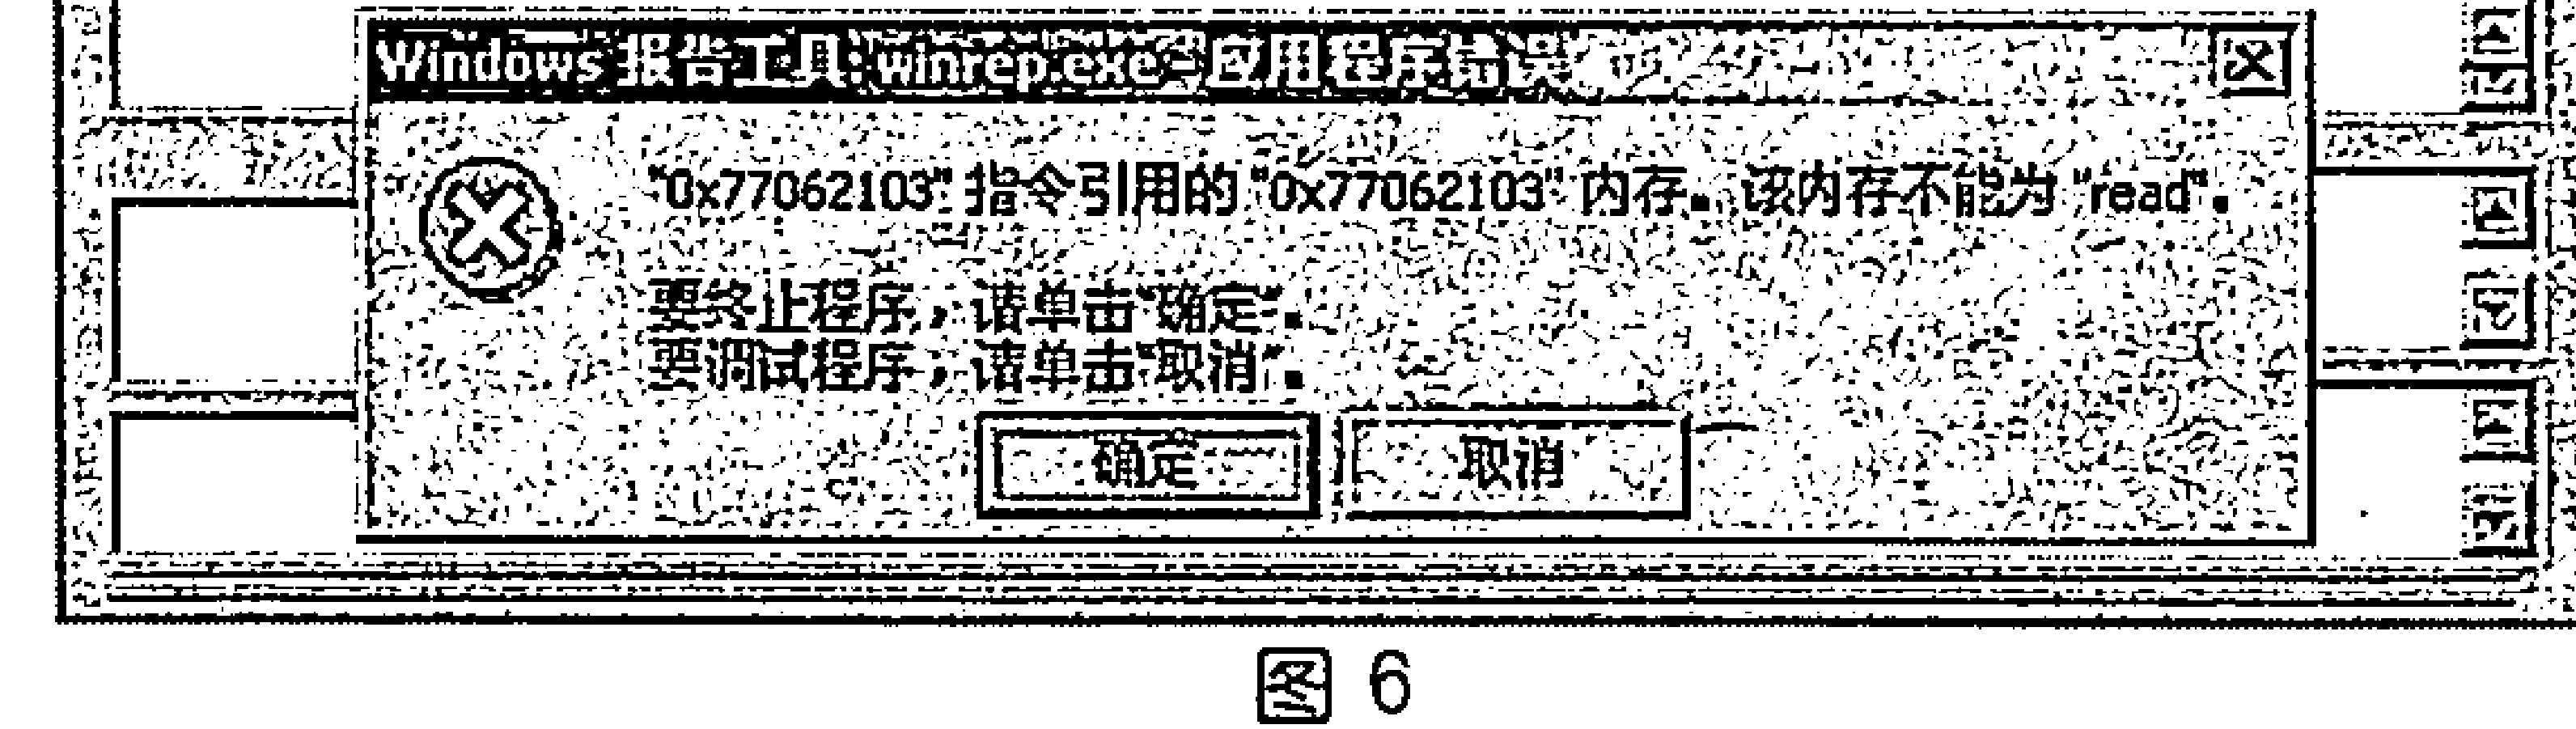 Windows 报告工具: winrep.exe - 应用程序错误
"0x77062103" 指令引用的 "0x77062103" 内存。该内存不能为 "read"。
要终止程序，请单击"确定"。
要调试程序，请单击"取消"。
确定 取消
图 6